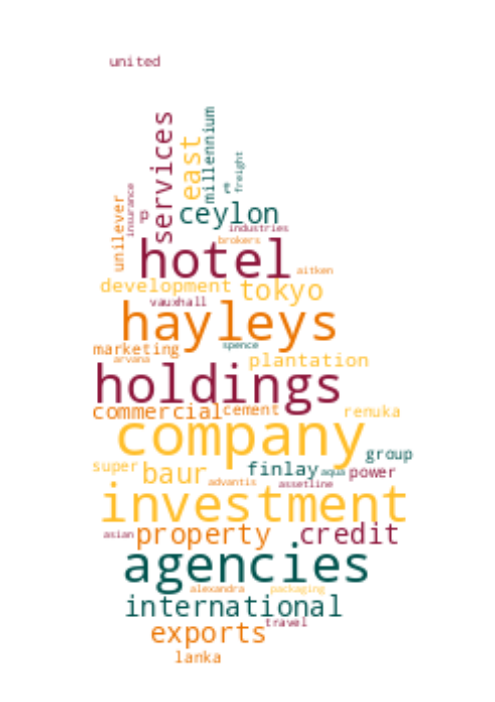 united
services
east
millennium
freight
insurance
unilever
ceylon
industries
brokers
hotel
aitken
development
tokyo
vauxhall
hayleys
marketing
spence
arvana
plantation
holdings
commercial
cement
renuka
company
group
super
baur
finlay
aqua
power
advantis
assetline
investment
asian
property
credit
agencies
alexandra
packaging
international
travel
exports
lanka